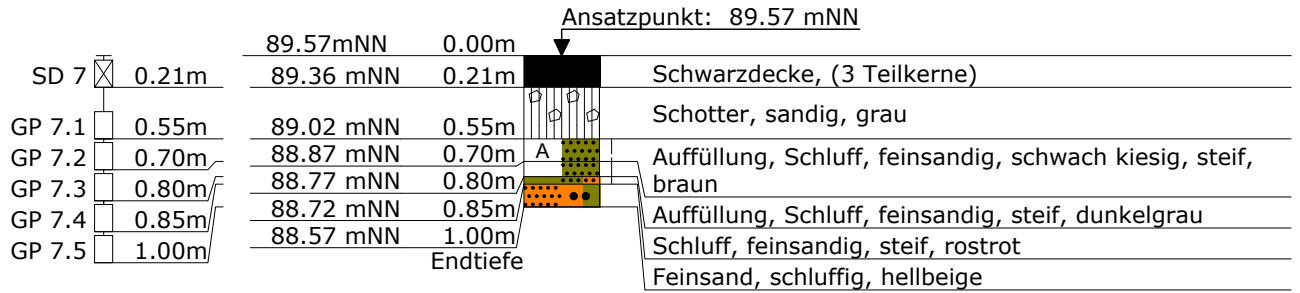 Ansatzpunkt: 89.57 mNN
89.57mNN 0.00m
SD 7 0.21m 89.36 mNN 0.21m Schwarzdecke, (3 Teilkerne)
Schotter, sandig, grau
GP 7.1 0.55m 89.02 mNN 0.55m
GP 7.2 0.70m 88.87 mNN 0.70m A Auffüllung, Schluff, feinsandig, schwach kiesig, steif,
braun
GP 7.3 0.80m 88.77 mNN 0.80m
GP 7.4 0.85m 88.72 mNN 0.85m Auffüllung, Schluff, feinsandig, steif, dunkelgrau
GP 7.5 1.00m 88.57 mNN 1.00m Schluff, feinsandig, steif, rostrot
Endtiefe
Feinsand, schluffig, hellbeige